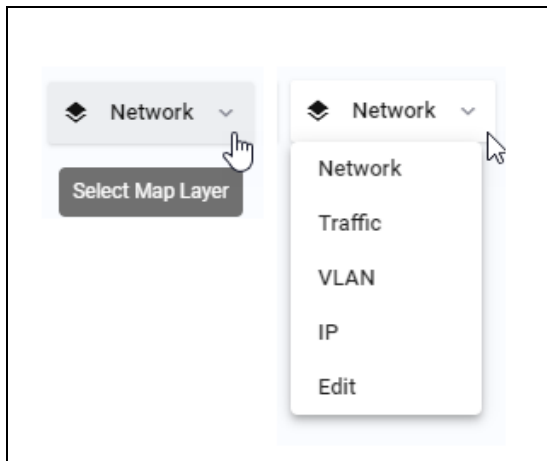 Network
Select Map Layer
Network
Network
Traffic
VLAN
IP
Edit